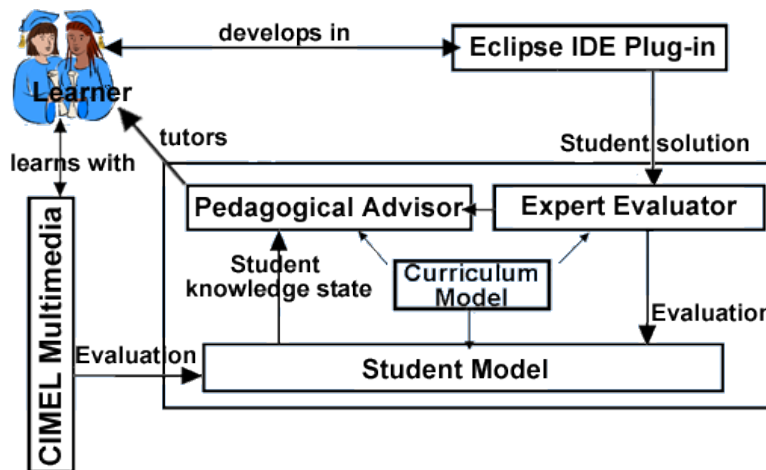 develops in
Eclipse IDE Plug-in
Learner
tutors
Student solution
learns with
Pedagogical Advisor
Expert Evaluator
Student
knowledge state
Curriculum
Model
Evaluation
Evaluation
Student Model
CIMEL Multimedia